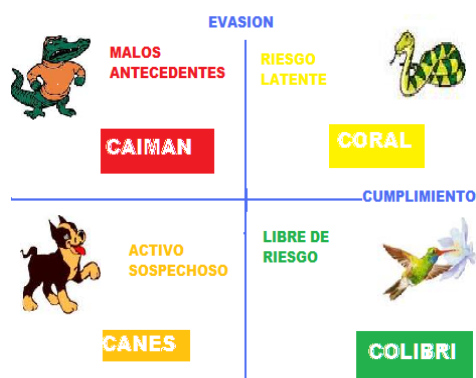 EVASION
MALOS
ANTECEDENTES
RIESGO
LATENTE
CAIMAN
CORAL
CUMPLIMIENTO
ACTIVO
SOSPECHOSO
LIBRE DE
RIESGO
CANES
COLIBRI